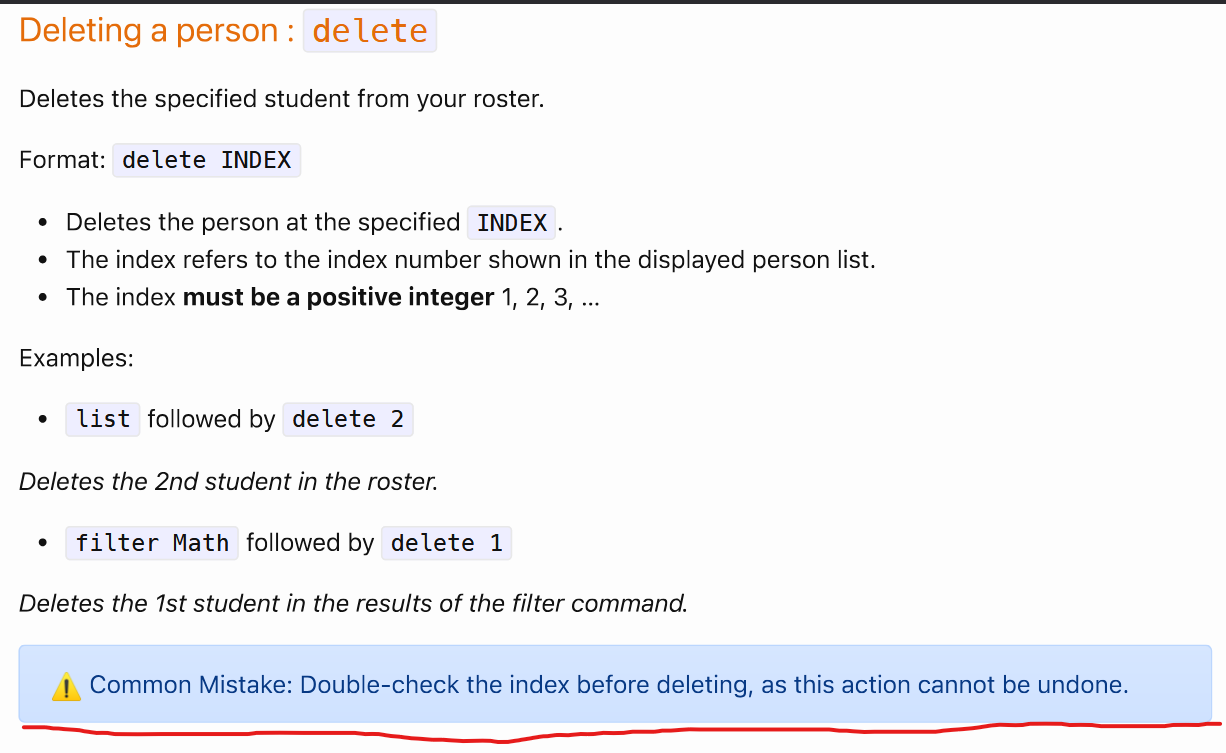 Deleting a person : delete
Deletes the specified student from your roster.
Format: delete INDEX
• Deletes the person at the specified INDEX.
• The index refers to the index number shown in the displayed person list.
• The index must be a positive integer 1, 2, 3, …
Examples:
• list followed by delete 2
Deletes the 2nd student in the roster.
• filter Math followed by delete 1
Deletes the 1st student in the results of the filter command.
⚠️ Common Mistake: Double-check the index before deleting, as this action cannot be undone.